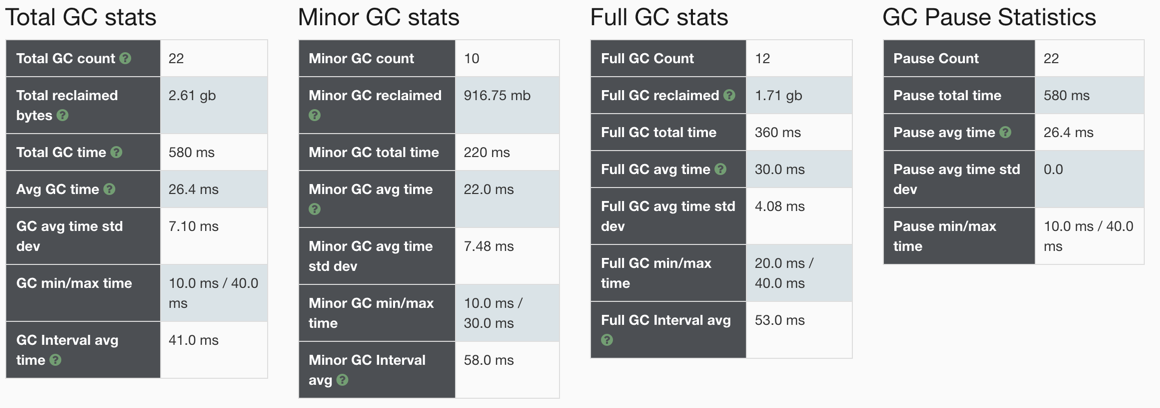 Total GC stats
Total GC count ? 22
Total reclaimed
bytes ? 2.61 gb
Total GC time ? 580 ms
Avg GC time ? 26.4 ms
GC avg time std
dev 7.10 ms
GC min/max time 10.0 ms / 40.0
ms
GC Interval avg
time ? 41.0 ms
Minor GC stats
Minor GC count 10
Minor GC reclaimed
? 916.75 mb
Minor GC total time 220 ms
Minor GC avg time
? 22.0 ms
Minor GC avg time
std dev 7.48 ms
Minor GC min/max
time 10.0 ms /
30.0 ms
Minor GC Interval
avg ? 58.0 ms
Full GC stats
Full GC Count 12
Full GC reclaimed ? 1.71 gb
Full GC total time 360 ms
Full GC avg time ? 30.0 ms
Full GC avg time std
dev 4.08 ms
Full GC min/max
time 20.0 ms /
40.0 ms
Full GC Interval avg
? 53.0 ms
GC Pause Statistics
Pause Count 22
Pause total time 580 ms
Pause avg time ? 26.4 ms
Pause avg time std
dev 0.0
Pause min/max
time 10.0 ms / 40.0
ms